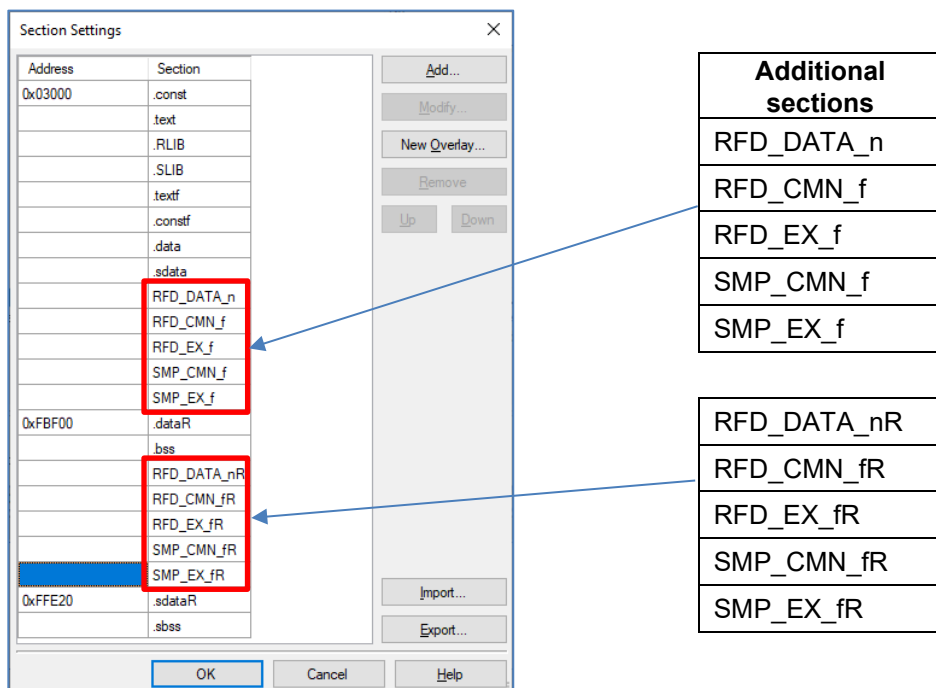 Section Settings
Address Section
0x03000 .const
.text
.RLIB
.SLIB
.textf
.constf
.data
.sdata
RFD_DATA_n
RFD_CMN_f
RFD_EX_f
SMP_CMN_f
SMP_EX_f
0xFBF00 .dataR
.bss
RFD_DATA_nR
RFD_CMN_fR
RFD_EX_fR
SMP_CMN_fR
SMP_EX_fR
0xFFE20 .sdataR
.sbss
Add...
Modify...
New Overlay...
Remove
Up Down
Import...
Export...
OK Cancel Help
Additional
sections
RFD_DATA_n
RFD_CMN_f
RFD_EX_f
SMP_CMN_f
SMP_EX_f
RFD_DATA_nR
RFD_CMN_fR
RFD_EX_fR
SMP_CMN_fR
SMP_EX_fR